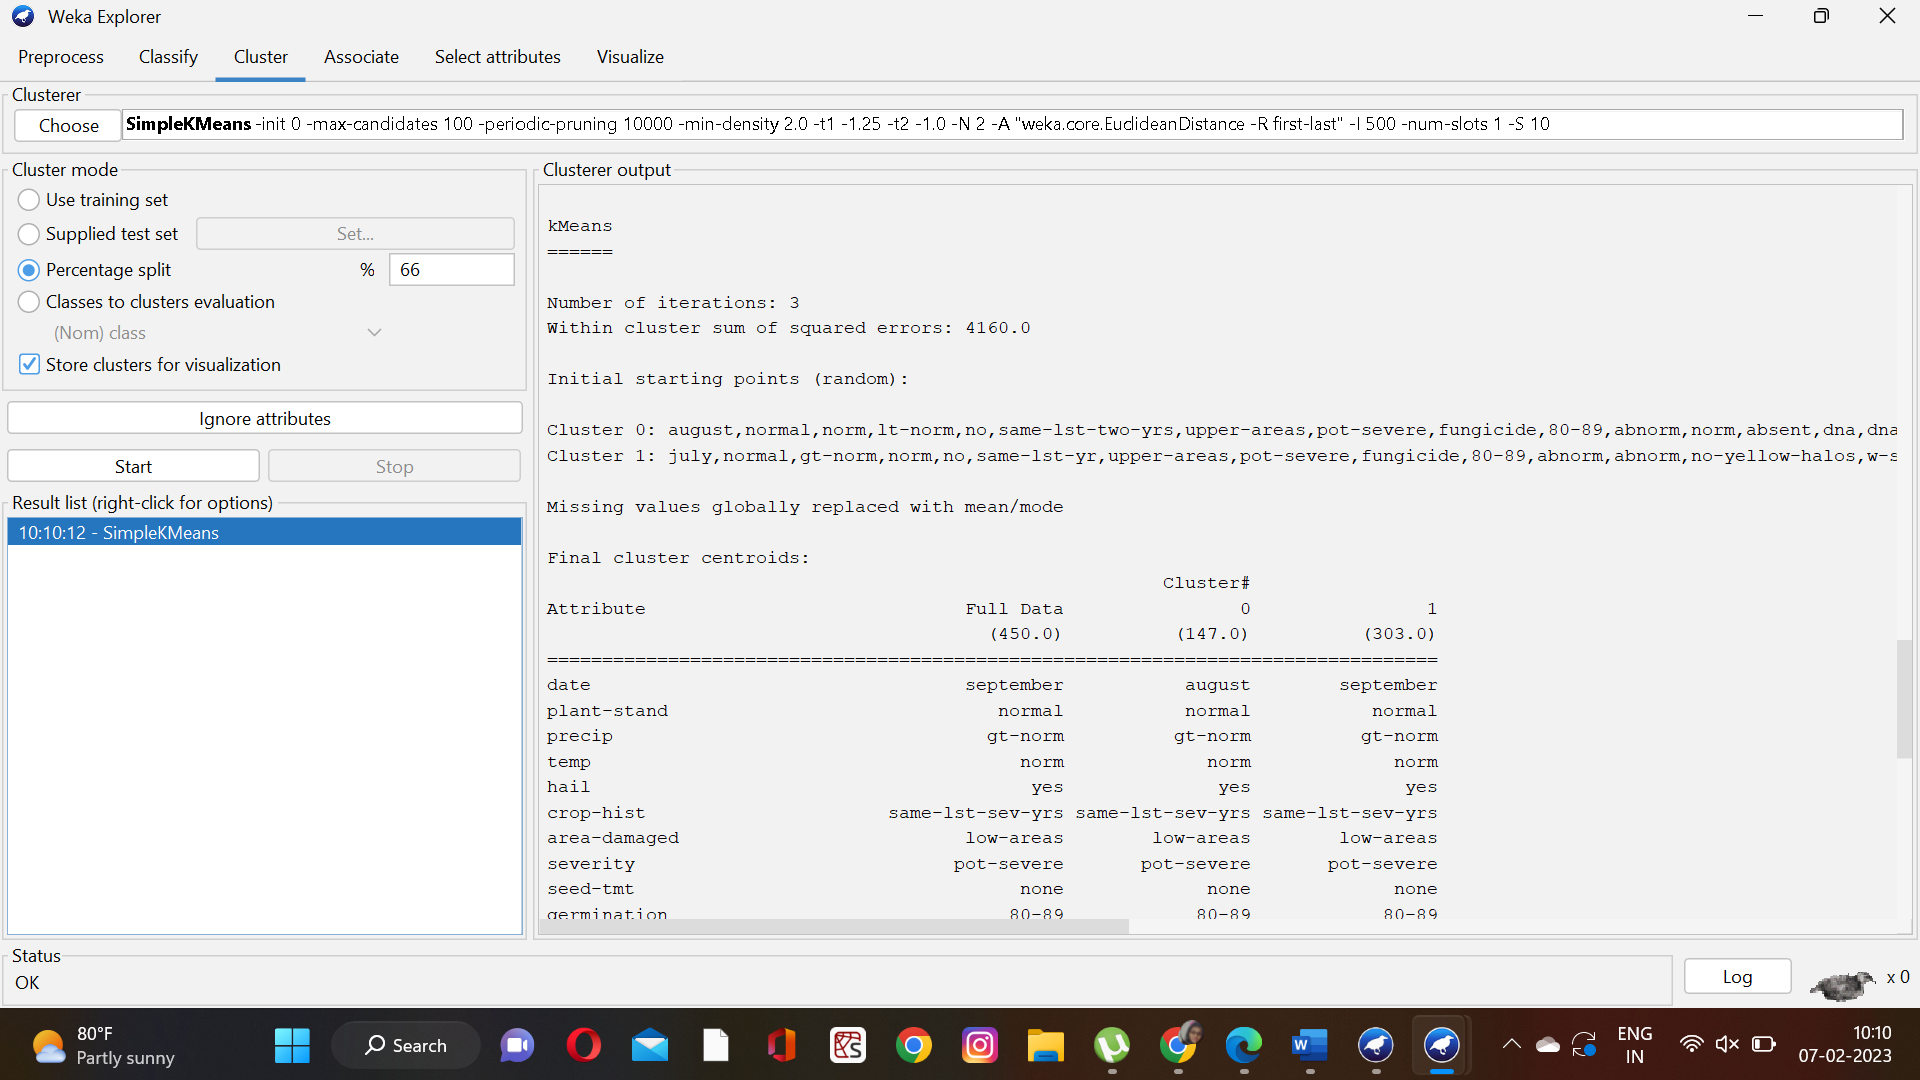 Weka Explorer
Preprocess Classify Cluster Associate Select attributes Visualize
Clusterer
Choose SimpleKMeans -init 0 -max-candidates 100 -periodic-pruning 10000 -min-density 2.0 -t1 -1.25 -t2 -1.0 -N 2 -A "weka.core.EuclideanDistance -R first-last" -I 500 -num-slots 1 -S 10
Cluster mode
Use training set
Supplied test set Set...
Percentage split % 66
Classes to clusters evaluation
(Nom) class
Store clusters for visualization
Ignore attributes
Start Stop
Result list (right-click for options)
10:10:12 - SimpleKMeans
Clusterer output
kMeans
======
Number of iterations: 3
Within cluster sum of squared errors: 4160.0
Initial starting points (random):
Cluster 0: august,normal,norm,lt-norm,no,same-lst-two-yrs,upper-areas,pot-severe,fungicide,80-89,abnorm,norm,absent,dna,dna
Cluster 1: july,normal,gt-norm,norm,no,same-lst-yr,upper-areas,pot-severe,fungicide,80-89,abnorm,abnorm,no-yellow-halos,w-s
Missing values globally replaced with mean/mode
Final cluster centroids:
Cluster#
Attribute Full Data 0 1
(450.0) (147.0) (303.0)
=================================================================================
date september august september
plant-stand normal normal normal
precip gt-norm gt-norm gt-norm
temp norm norm norm
hail yes yes yes
crop-hist same-lst-sev-yrs same-lst-sev-yrs same-lst-sev-yrs
area-damaged low-areas low-areas low-areas
severity pot-severe pot-severe pot-severe
seed-tmt none none none
germination 80-89 80-89 80-89
Status
OK
Log x 0
80°F
Partly sunny
Search
ENG
IN
10:10
07-02-2023